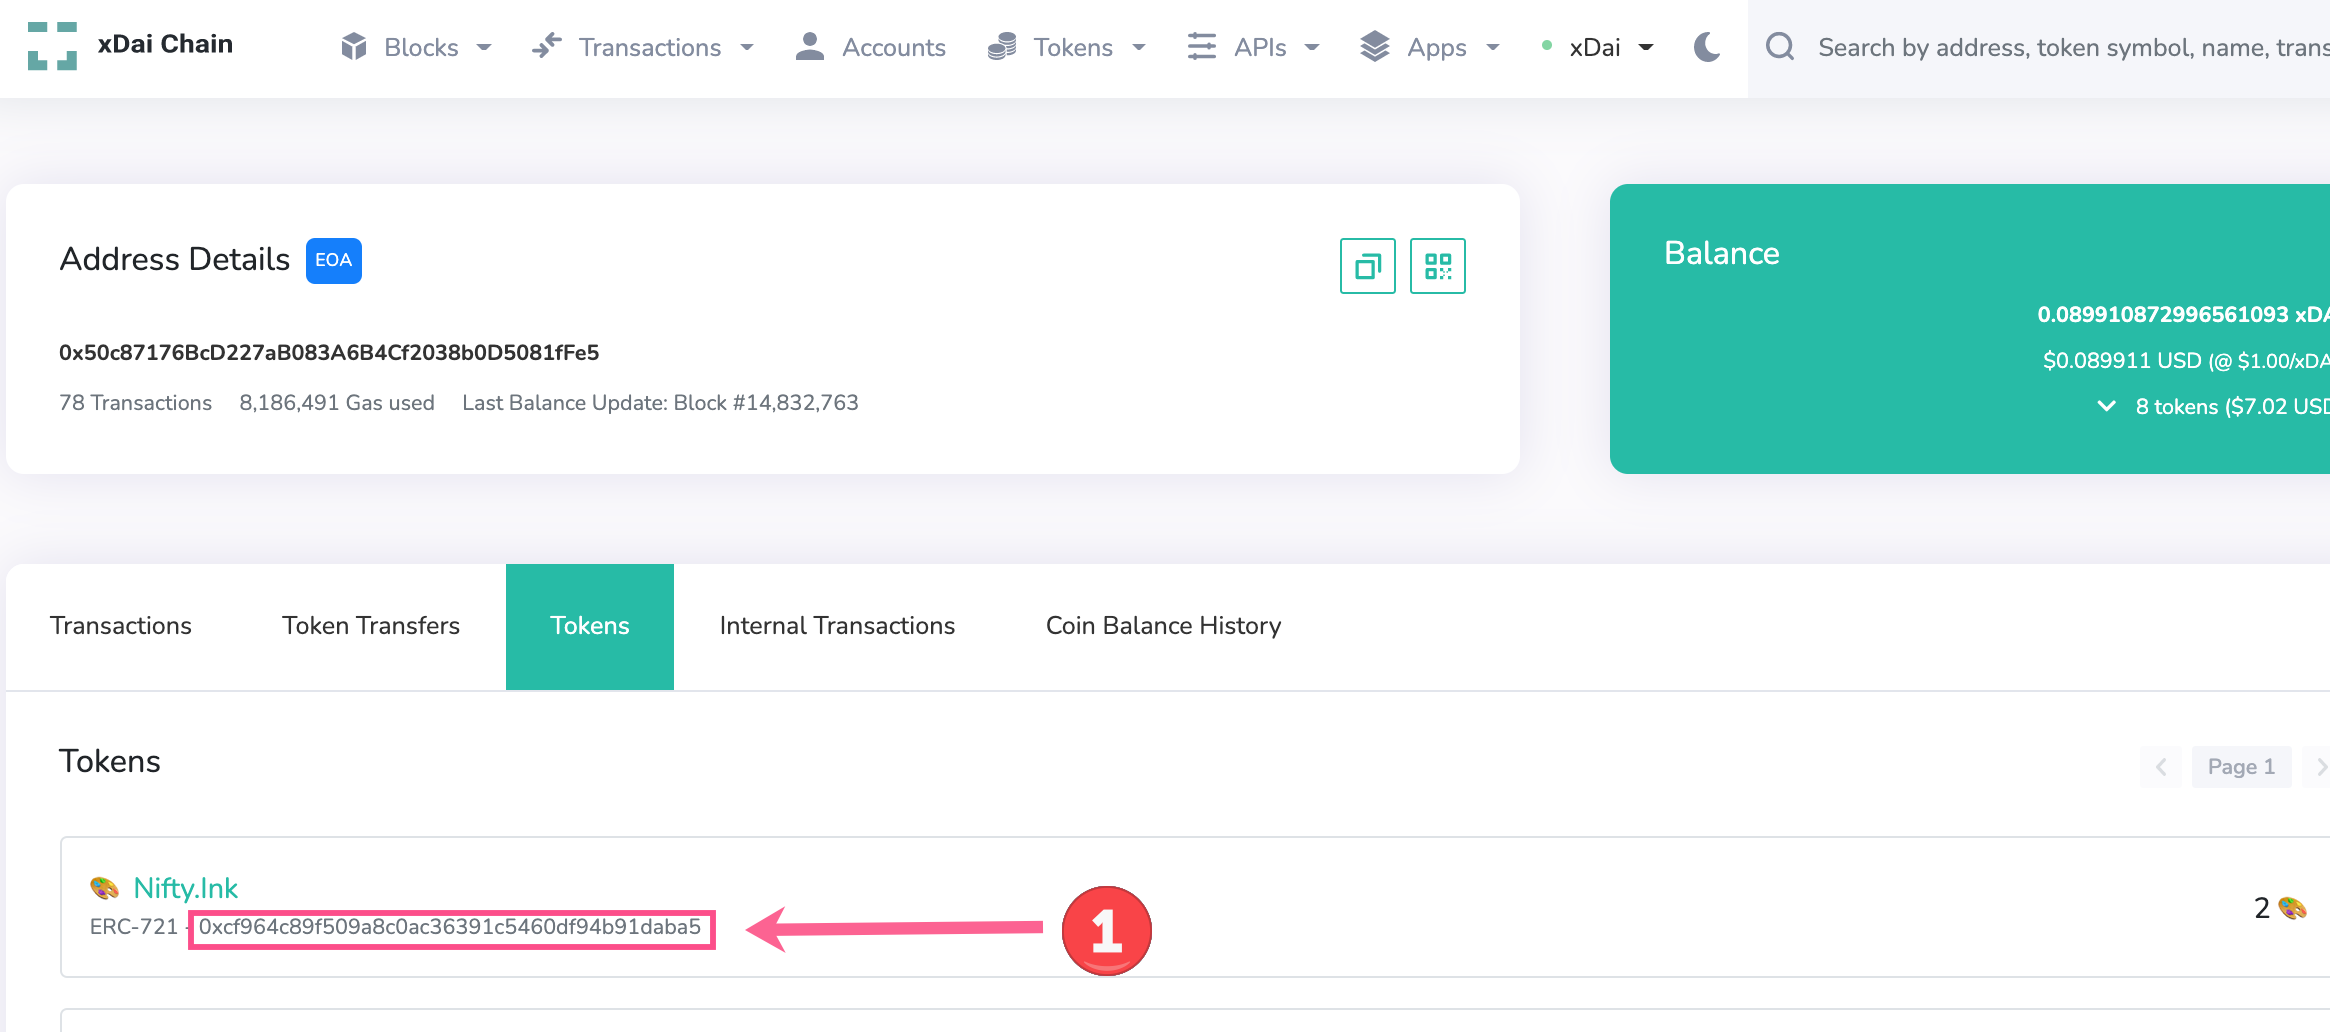 xDai Chain
Blocks
Transactions
Accounts
Tokens
APIs
Apps
xDai
Search by address, token symbol, name, trans
Address Details EOA
0x50c87176BcD227aB083A6B4Cf2038b0D5081fFe5
78 Transactions 8,186,491 Gas used Last Balance Update: Block #14,832,763
Balance
0.089910872996561093 xDA
$0.089911 USD (@ $1.00/xDA
8 tokens ($7.02 USD
Transactions
Token Transfers
Tokens
Internal Transactions
Coin Balance History
Tokens
Page 1
Nifty.Ink
ERC-721 - 0xcf964c89f509a8c0ac36391c5460df94b91daba5
1
2